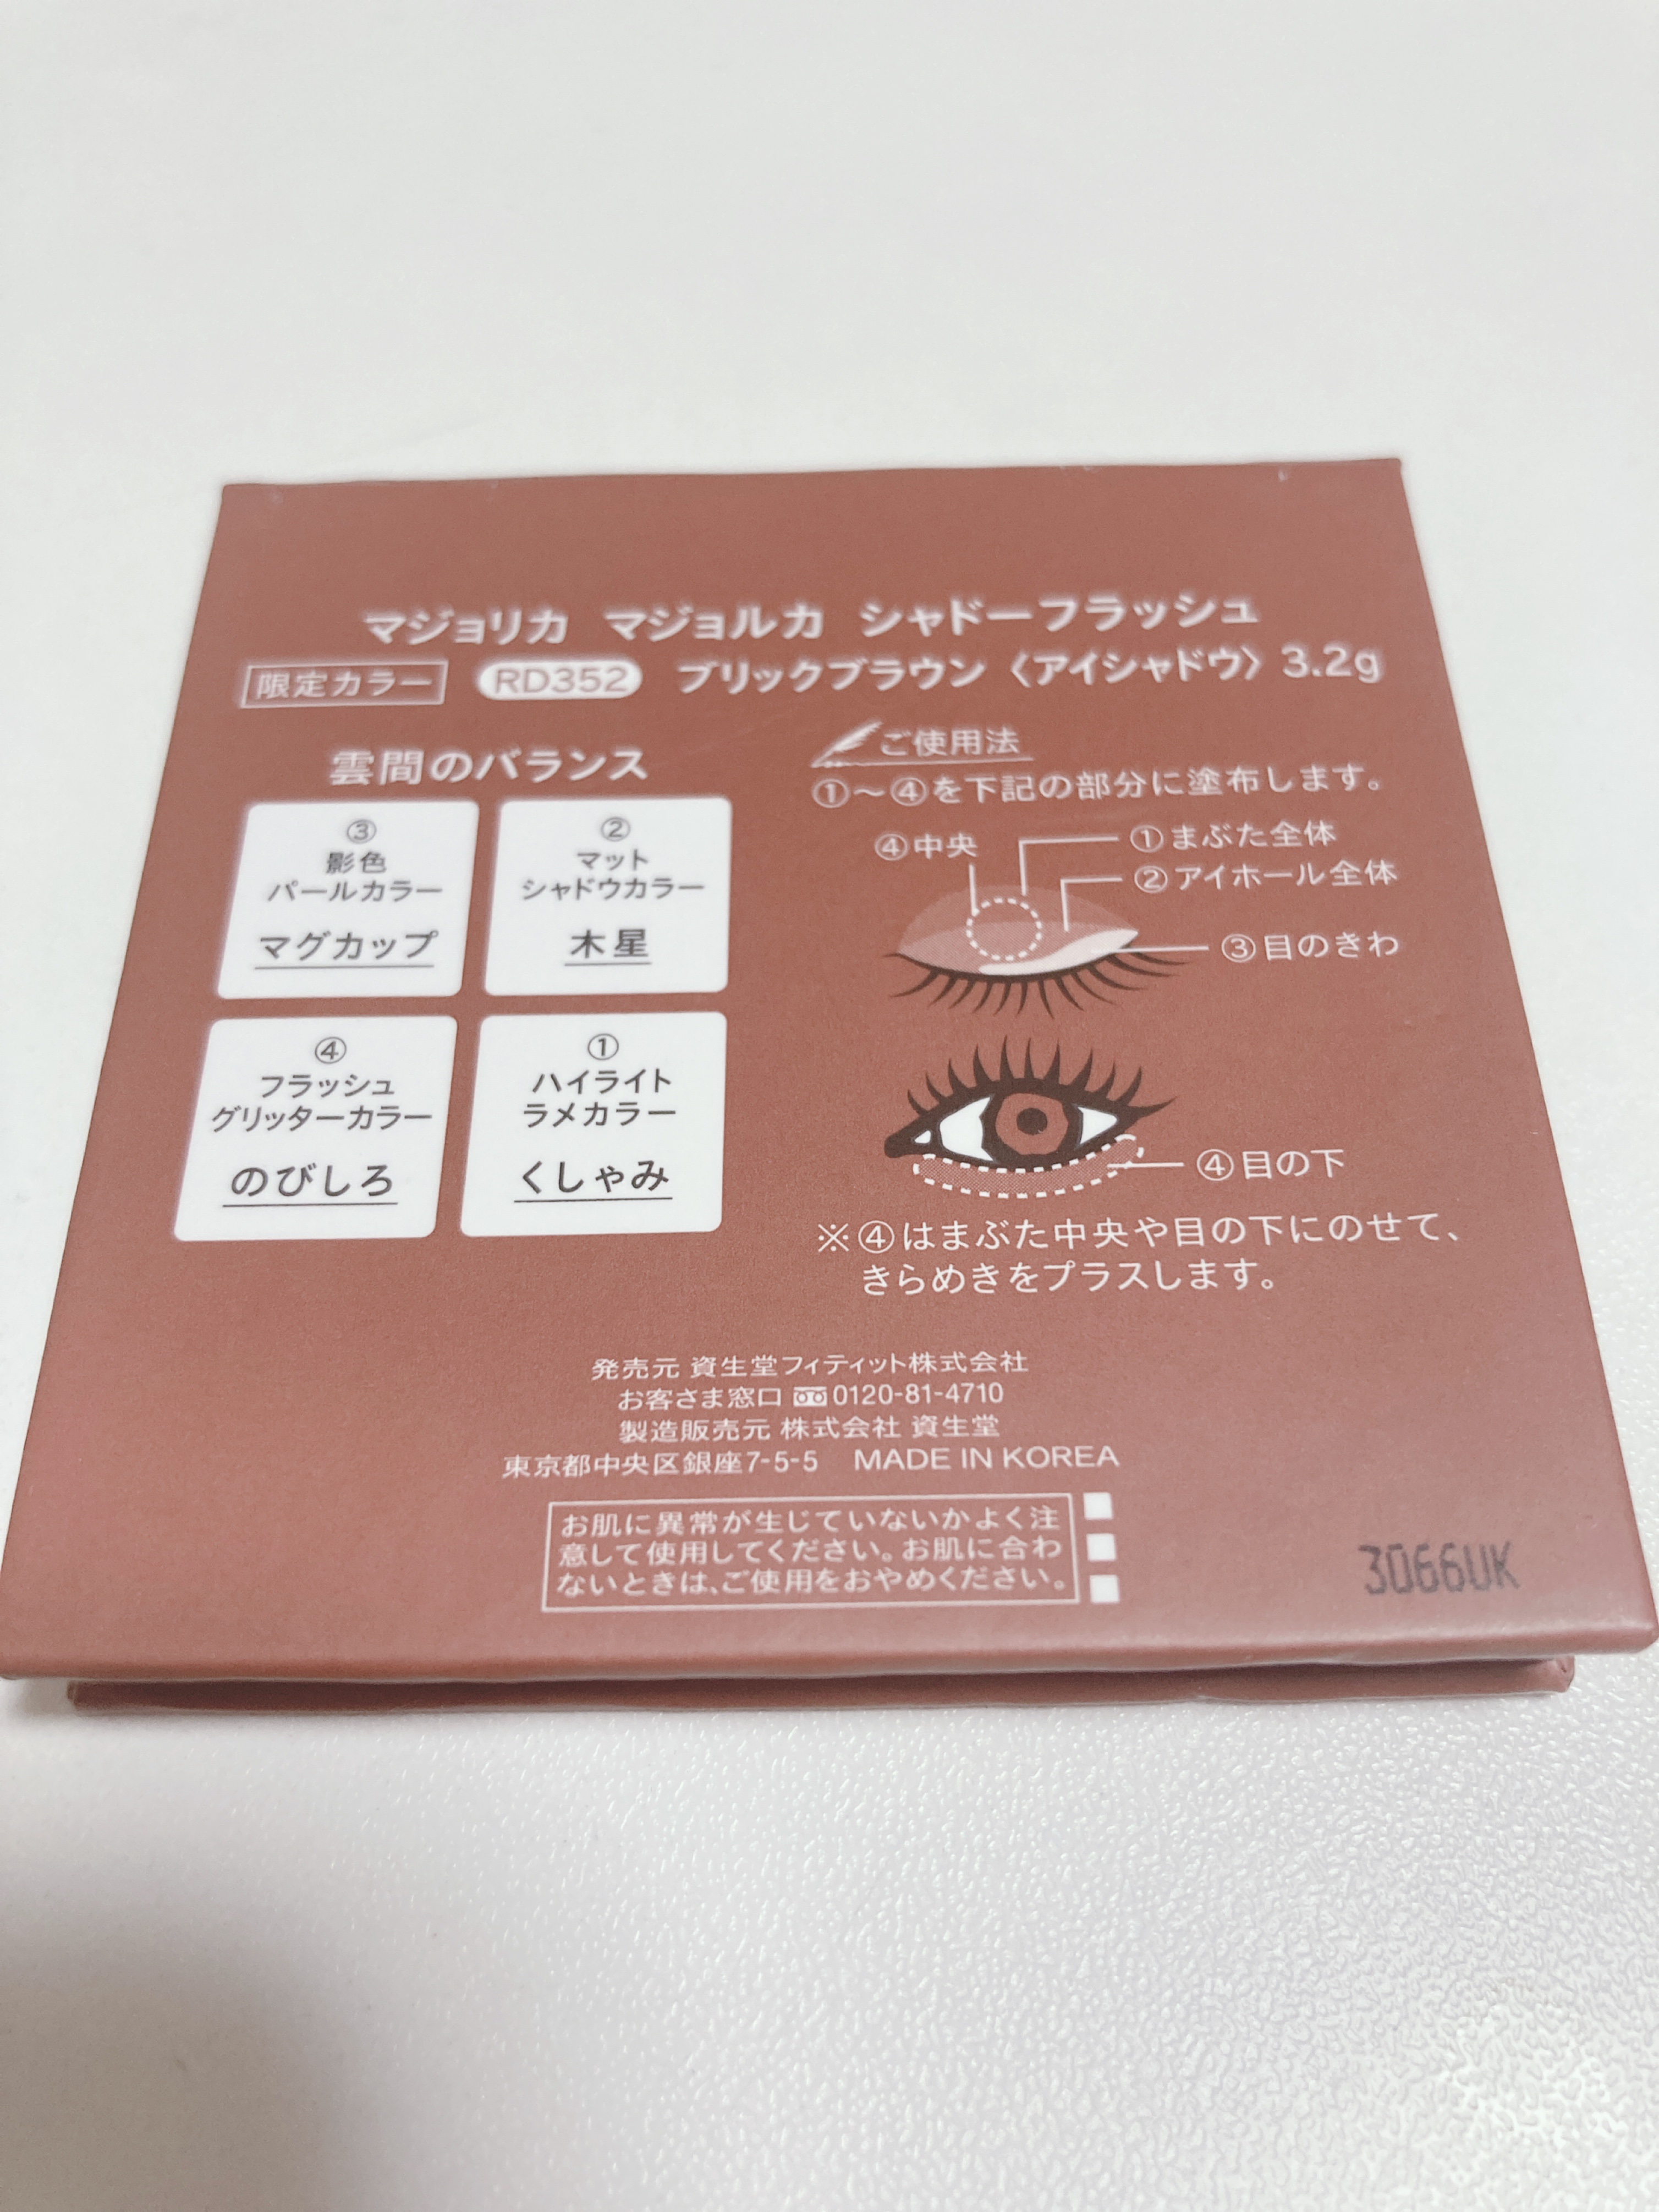 マジョリカ マジョルカ シャドーフラッシュ
限定カラー RD352 ブリックブラウン〈アイシャドウ〉3.2g
雲間のバランス
③
影色
パールカラー
マグカップ
②
マット
シャドウカラー
木星
④
フラッシュ
グリッターカラー
のびしろ
①
ハイライト
ラメカラー
くしゃみ
ご使用法
①〜④を下記の部分に塗布します。
④中央
①まぶた全体
②アイホール全体
③目のきわ
④目の下
※④はまぶた中央や目の下にのせて、
きらめきをプラスします。
発売元 資生堂フィティット株式会社
お客さま窓口 0120-81-4710
製造販売元 株式会社 資生堂
東京都中央区銀座7-5-5 MADE IN KOREA
お肌に異常が生じていないかよく注
意して使用してください。お肌に合わ
ないときは、ご使用をおやめください。
3066UK